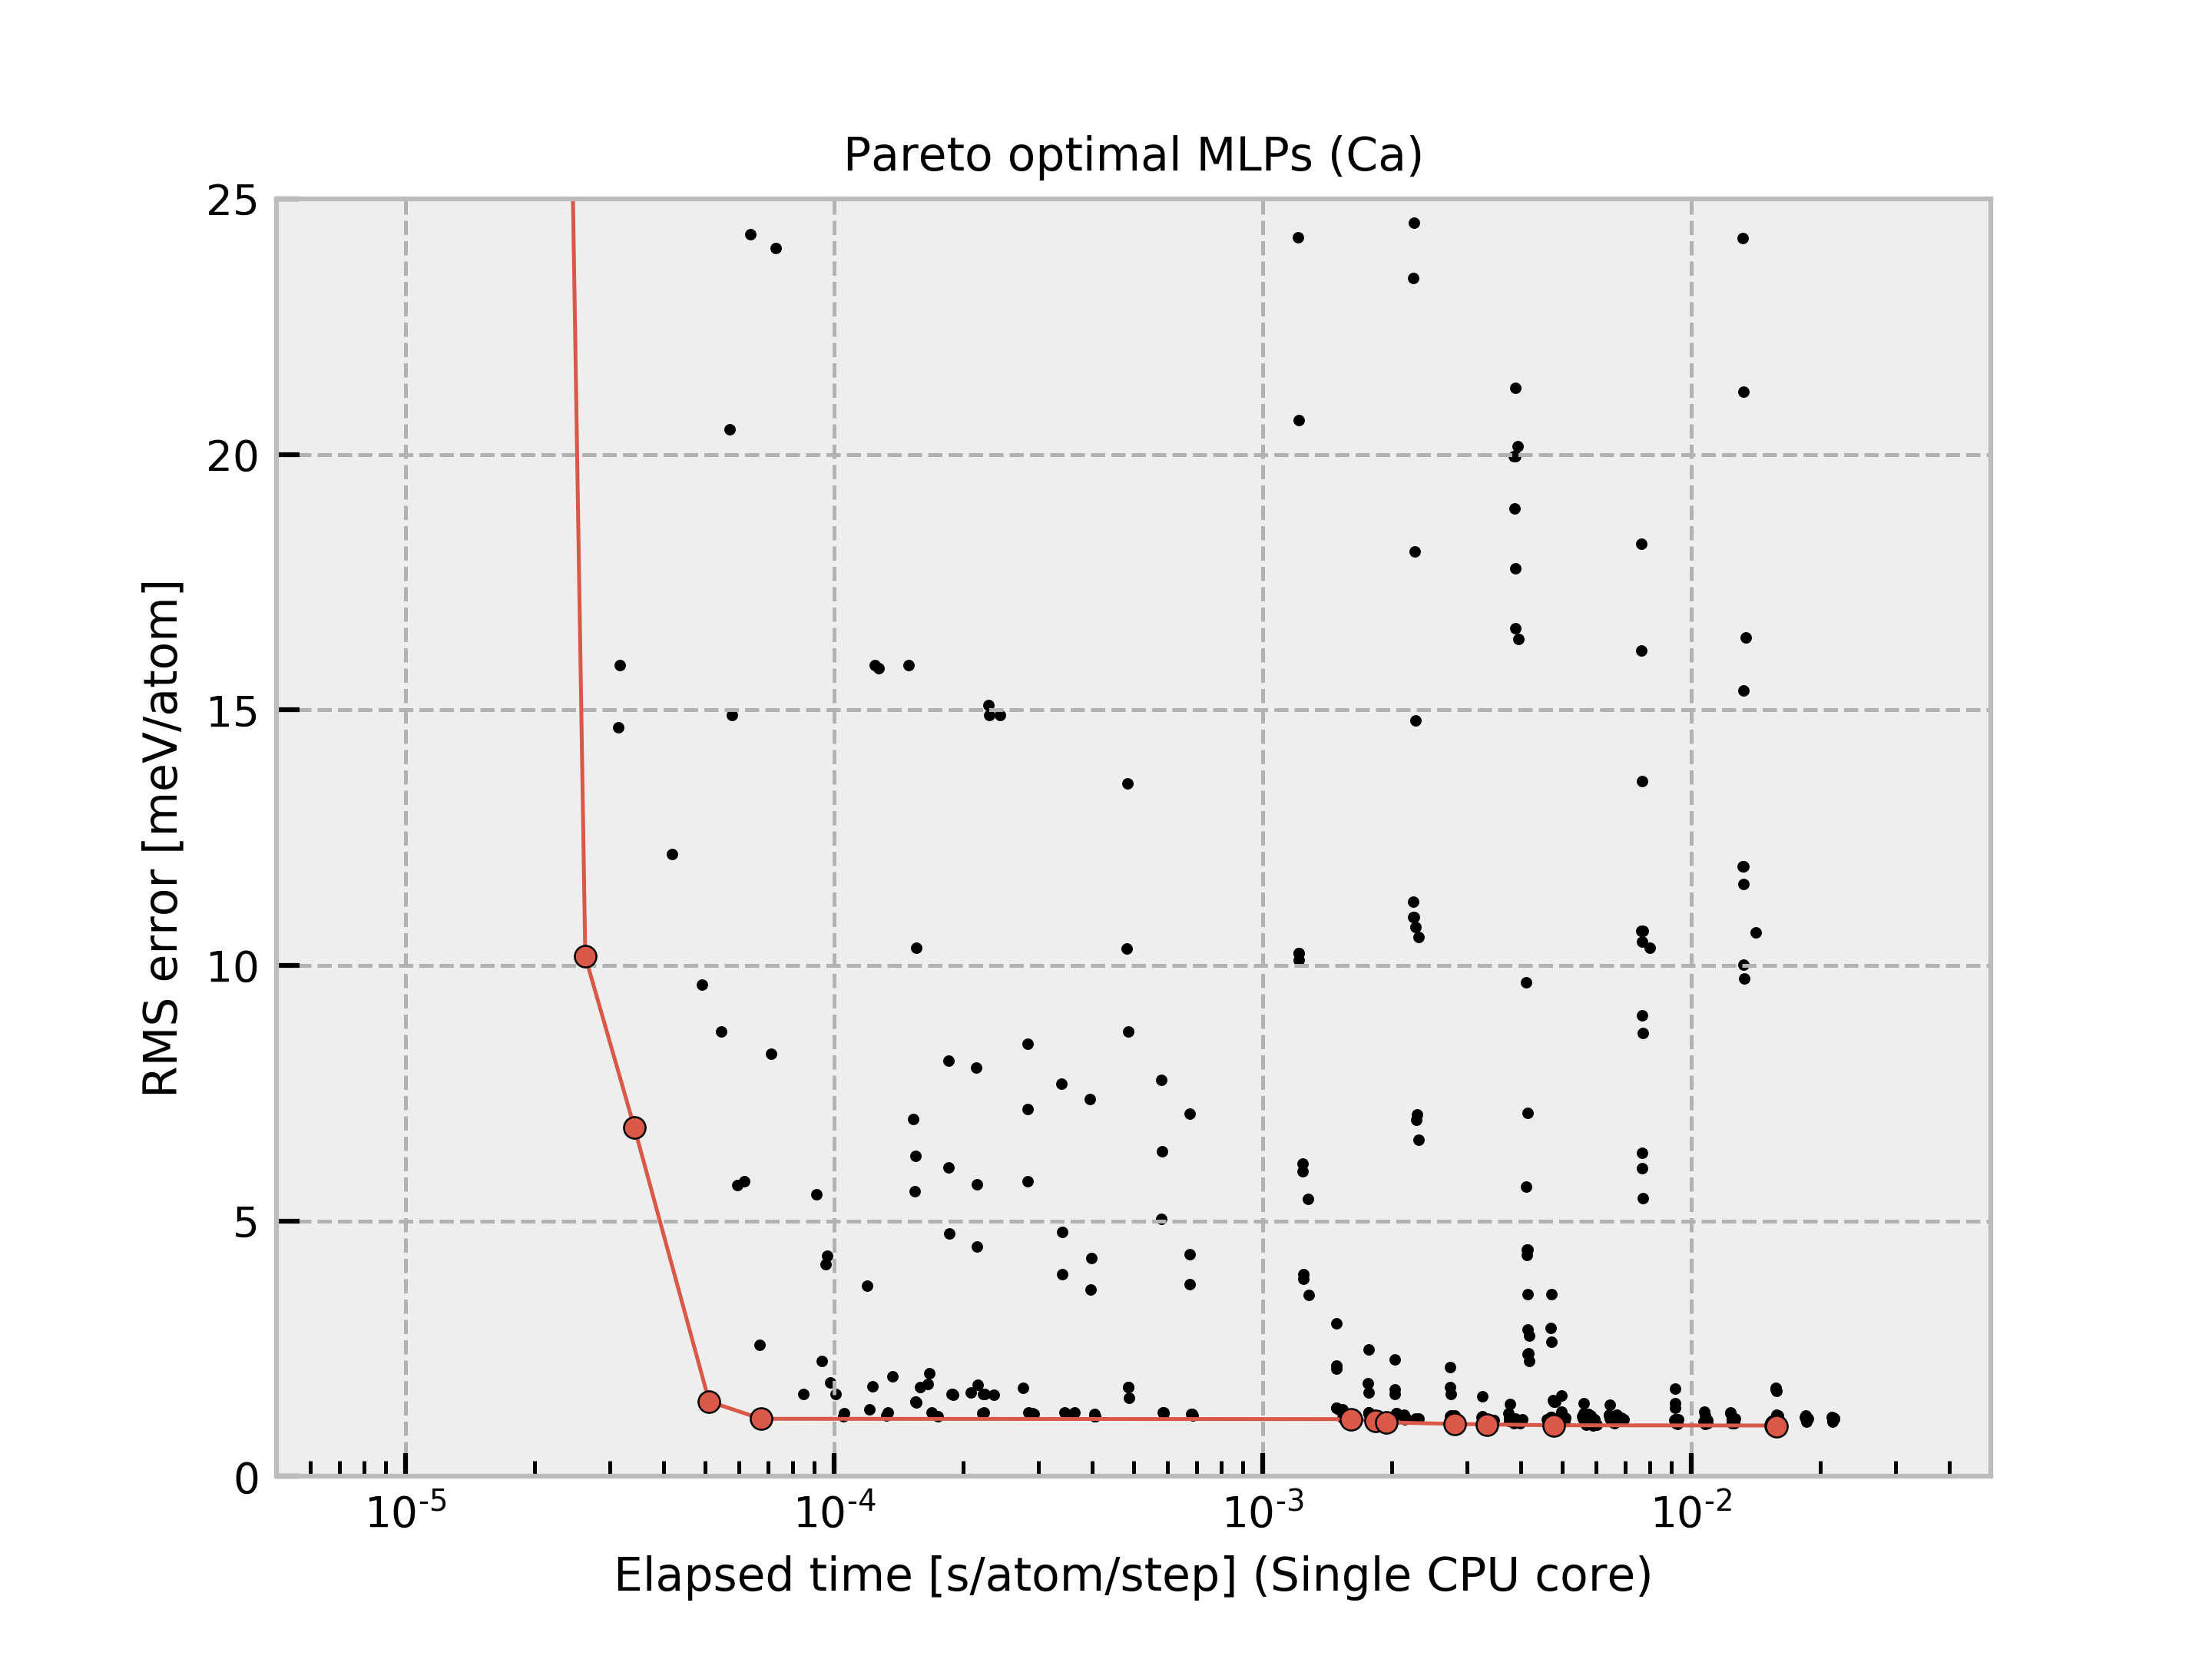 Pareto optimal MLPs (Ca)
25
20
15
10
5
0
RMS error [meV/atom]
10-5 10-4 10-3 10-2
Elapsed time [s/atom/step] (Single CPU core)